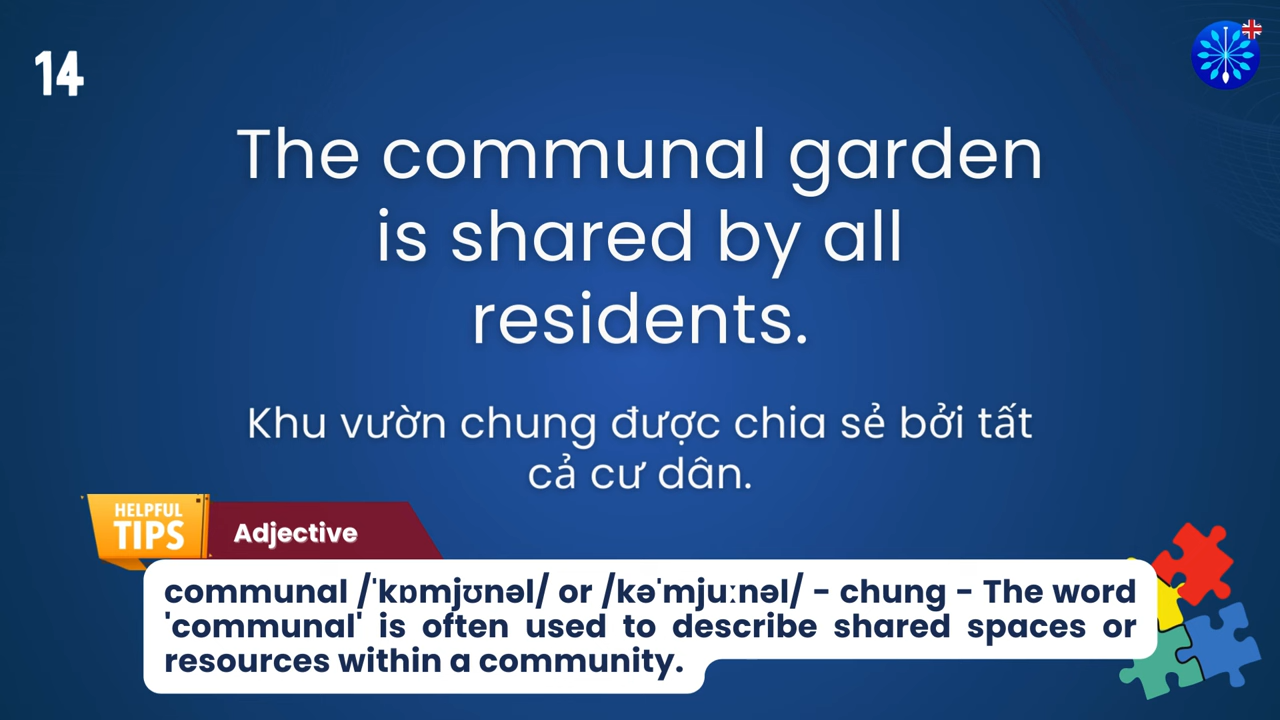 14
The communal garden
is shared by all
residents.
Khu vườn chung được chia sẻ bởi tất
cả cư dân.
HELPFUL
TIPS
Adjective
communal /ˈkɒmjʊnəl/ or /kəˈmjuːnəl/ - chung - The word
'communal' is often used to describe shared spaces or
resources within a community.